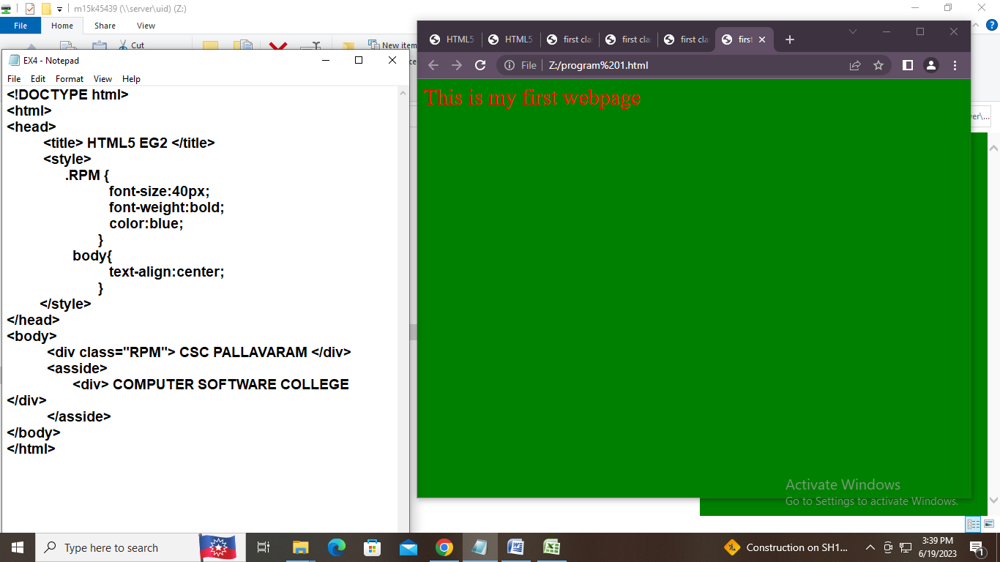 m15k45439 (\\server\uid) (Z:)
File Home Share View
Cut
New item
EX4 - Notepad
File Edit Format View Help
<!DOCTYPE html>
<html>
<head>
<title> HTML5 EG2 </title>
<style>
.RPM {
font-size:40px;
font-weight:bold;
color:blue;
}
body{
text-align:center;
}
</style>
</head>
<body>
<div class="RPM"> CSC PALLAVARAM </div>
<asside>
<div> COMPUTER SOFTWARE COLLEGE
</div>
</asside>
</body>
</html>
HTML5 HTML5 first cla first cla first cla first
File Z:/program%201.html
This is my first webpage
Activate Windows
Go to Settings to activate Windows.
Type here to search
Construction on SH1...
3:39 PM
6/19/2023
1